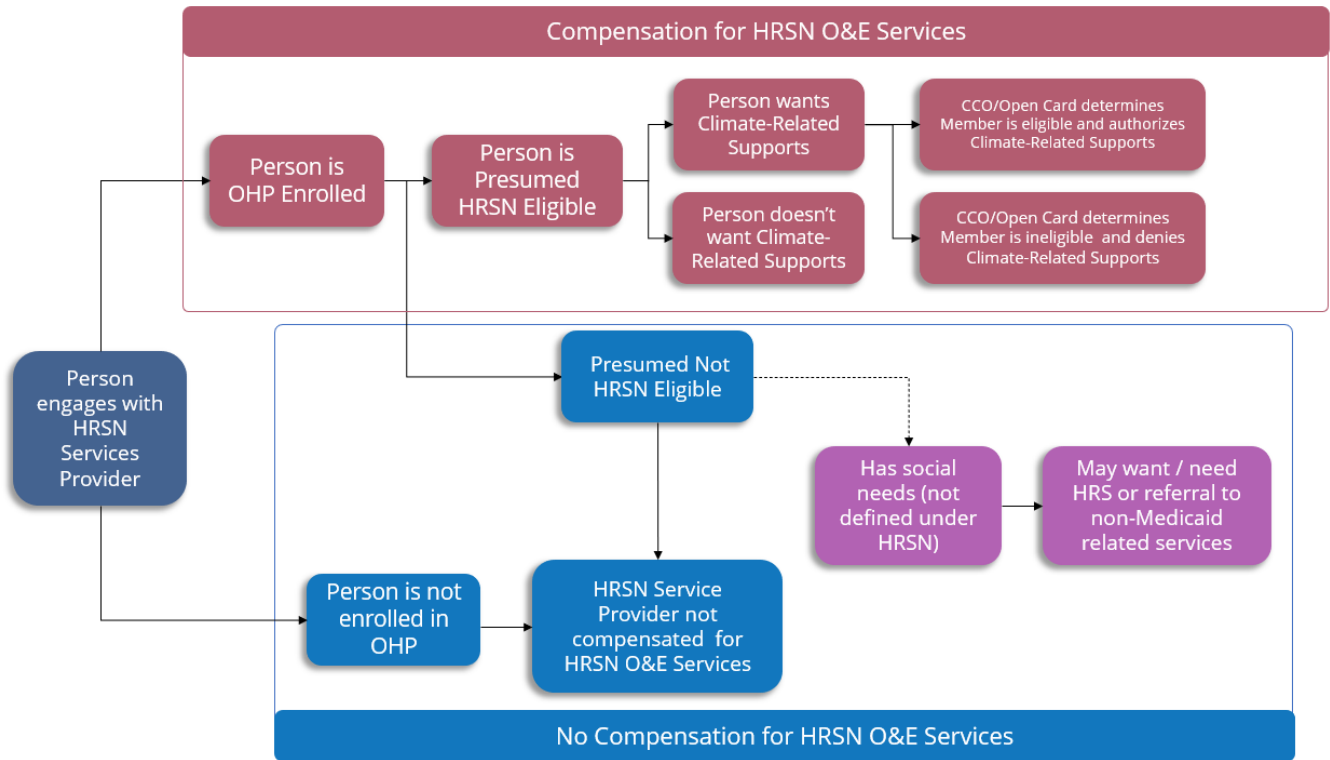 Compensation for HRSN O&E Services
Person is
OHP Enrolled
Person is
Presumed
HRSN Eligible
Person wants
Climate-Related
Supports
CCO/Open Card determines
Member is eligible and authorizes
Climate-Related Supports
Person doesn’t
want Climate-
Related Supports
CCO/Open Card determines
Member is ineligible and denies
Climate-Related Supports
Person
engages with
HRSN
Services
Provider
Presumed Not
HRSN Eligible
Has social
needs (not
defined under
HRSN)
May want / need
HRS or referral to
non-Medicaid
related services
Person is not
enrolled in
OHP
HRSN Service
Provider not
compensated for
HRSN O&E Services
No Compensation for HRSN O&E Services